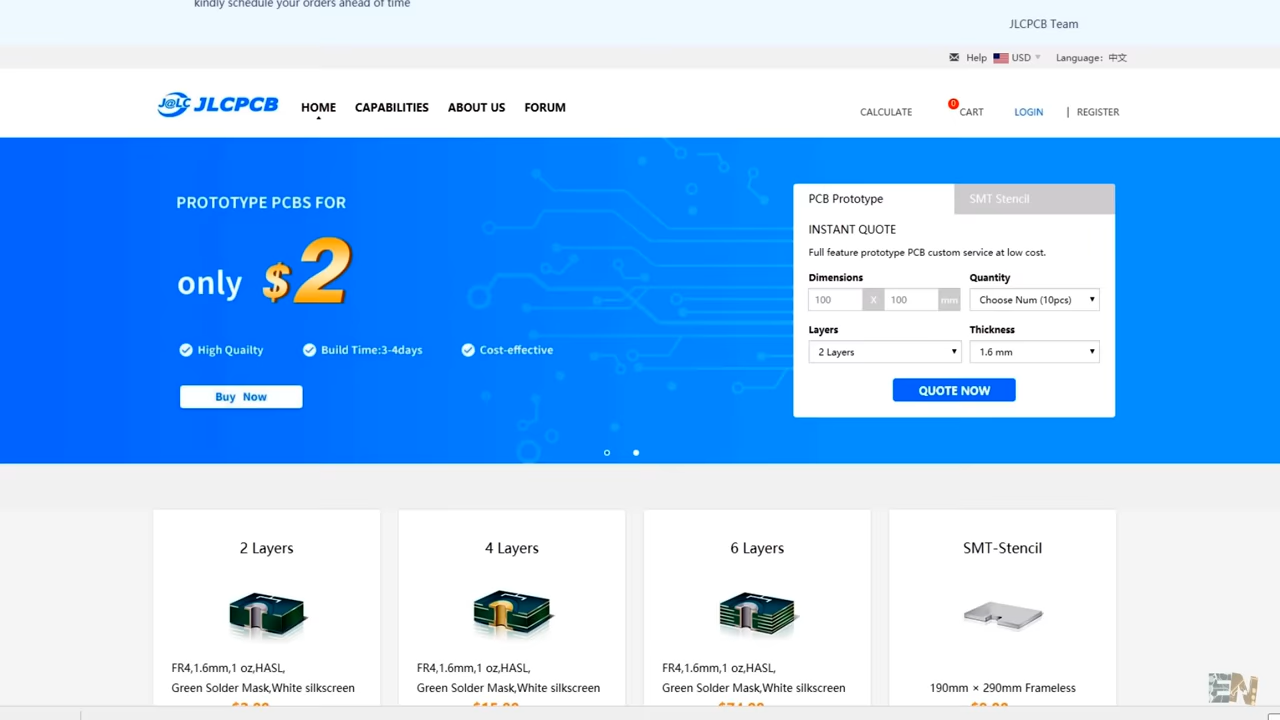 kindly schedule your orders ahead of time
JLCPCB Team
Help USD Language: 中文
J@LC JLCPCB HOME CAPABILITIES ABOUT US FORUM
CALCULATE 0 CART LOGIN | REGISTER
PROTOTYPE PCBS FOR
only $2
High Quailty Build Time:3-4days Cost-effective
Buy Now
PCB Prototype SMT Stencil
INSTANT QUOTE
Full feature prototype PCB custom service at low cost.
Dimensions Quantity
100 X 100 mm Choose Num (10pcs)
Layers Thickness
2 Layers 1.6 mm
QUOTE NOW
2 Layers 4 Layers 6 Layers SMT-Stencil
FR4,1.6mm,1 oz,HASL, FR4,1.6mm,1 oz,HASL, FR4,1.6mm,1 oz,HASL,
Green Solder Mask,White silkscreen Green Solder Mask,White silkscreen Green Solder Mask,White silkscreen 190mm × 290mm Frameless
EN